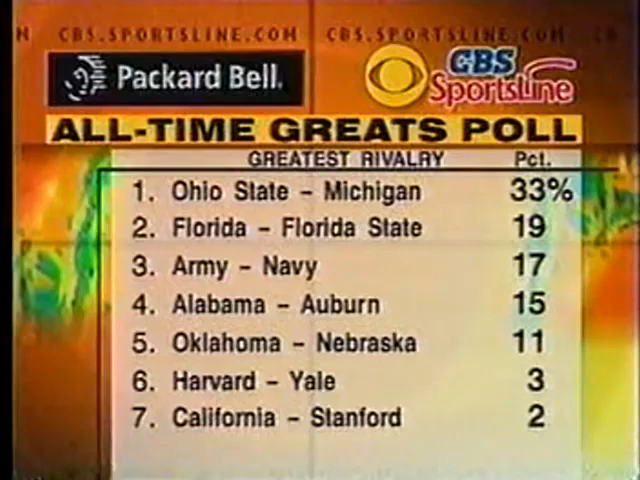 M CBS.SPORTSLINE.COM CBS.SPORTSLINE.COM CB
Packard Bell.
CBS
SportsLine
ALL-TIME GREATS POLL
GREATEST RIVALRY Pct.
1. Ohio State - Michigan 33%
2. Florida - Florida State 19
3. Army - Navy 17
4. Alabama - Auburn 15
5. Oklahoma - Nebraska 11
6. Harvard - Yale 3
7. California - Stanford 2